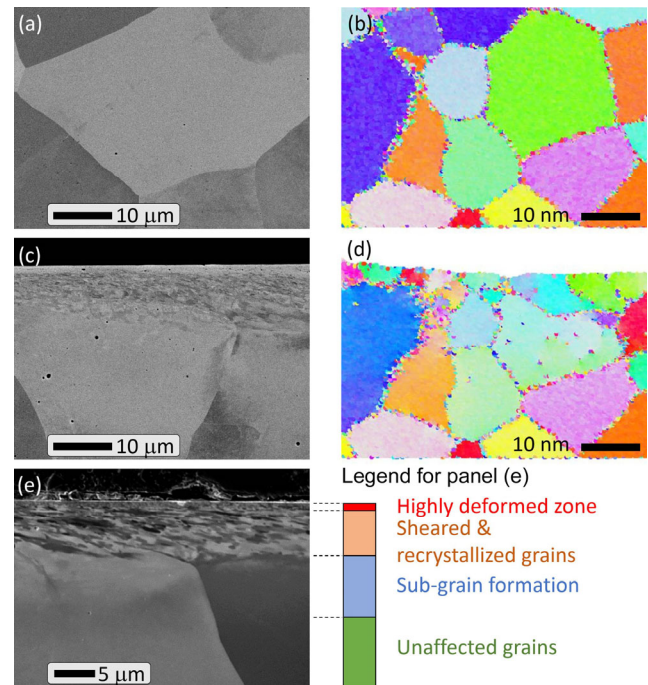 (a)
10 μm
(b)
10 nm
(c)
10 μm
(d)
10 nm
(e)
5 μm
Legend for panel (e)
Highly deformed zone
Sheared &
recrystallized grains
Sub-grain formation
Unaffected grains